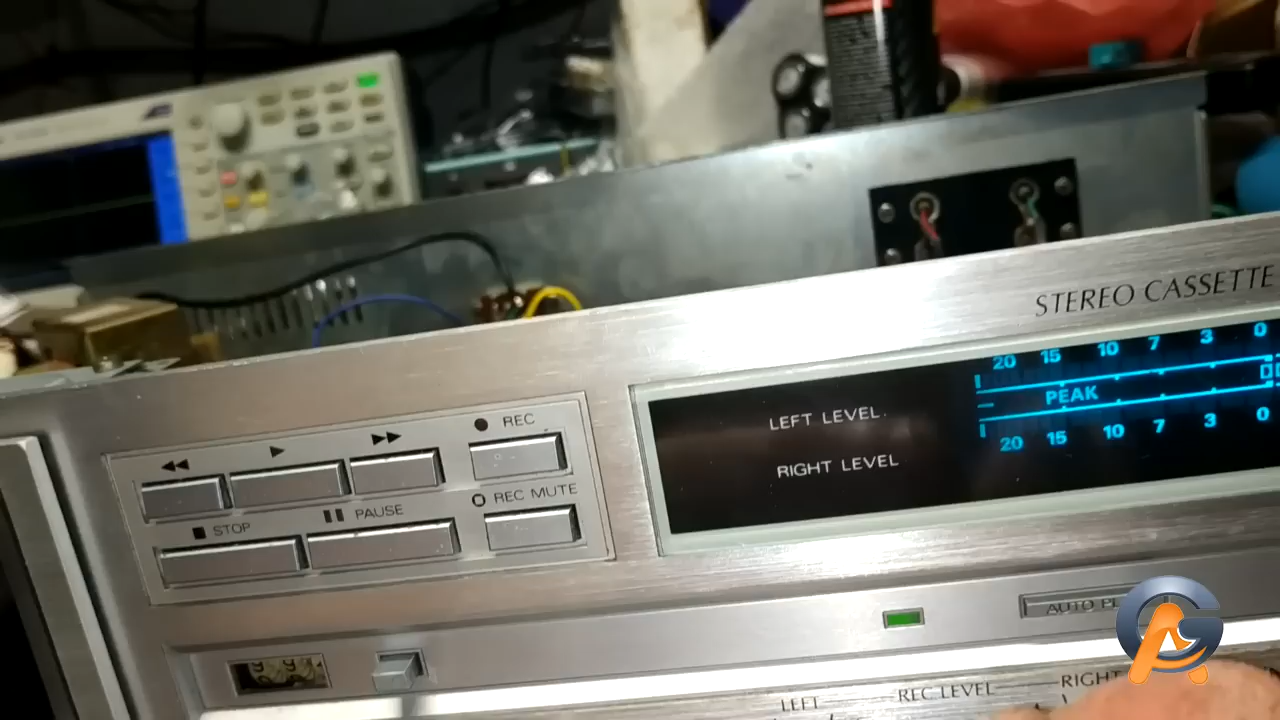 STEREO CASSETTE
20 15 10 7 3 0
LEFT LEVEL
PEAK
RIGHT LEVEL
20 15 10 7 3 0
REC
STOP
PAUSE
REC MUTE
AUTO
LEFT
REC LEVEL
RIGHT